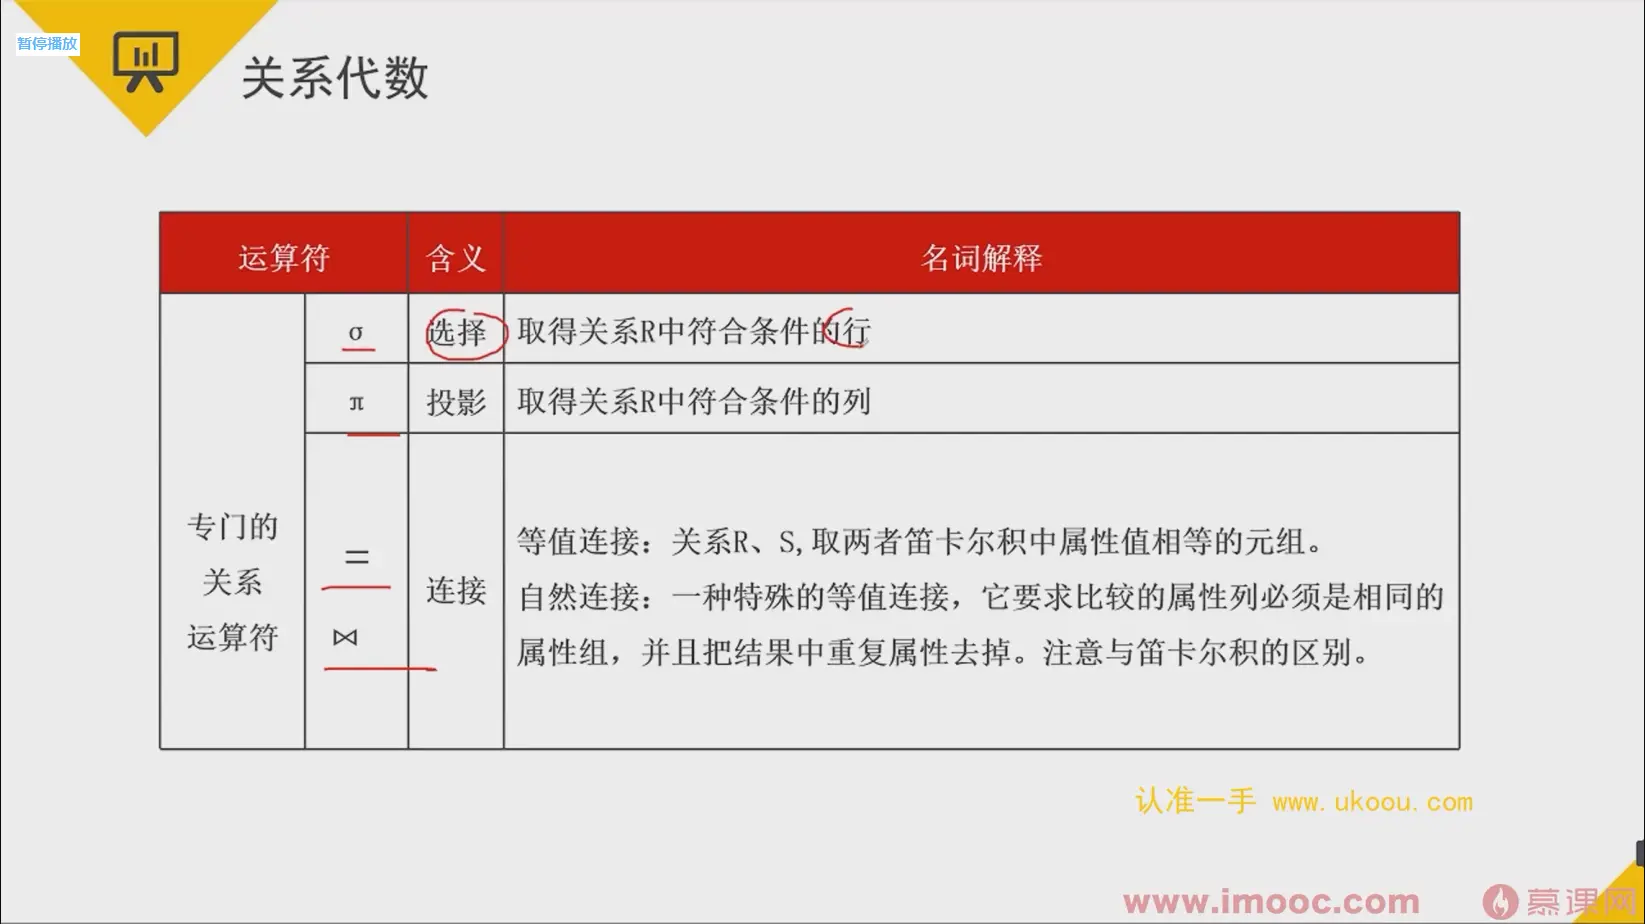 暂停播放
关系代数
运算符 含义 名词解释
σ 选择 取得关系R中符合条件的行
π 投影 取得关系R中符合条件的列
专门的
关系
运算符
=
⋈
连接
等值连接：关系R、S,取两者笛卡尔积中属性值相等的元组。
自然连接：一种特殊的等值连接，它要求比较的属性列必须是相同的
属性组，并且把结果中重复属性去掉。注意与笛卡尔积的区别。
认准一手 www.ukoou.com
www.imooc.com 慕课网